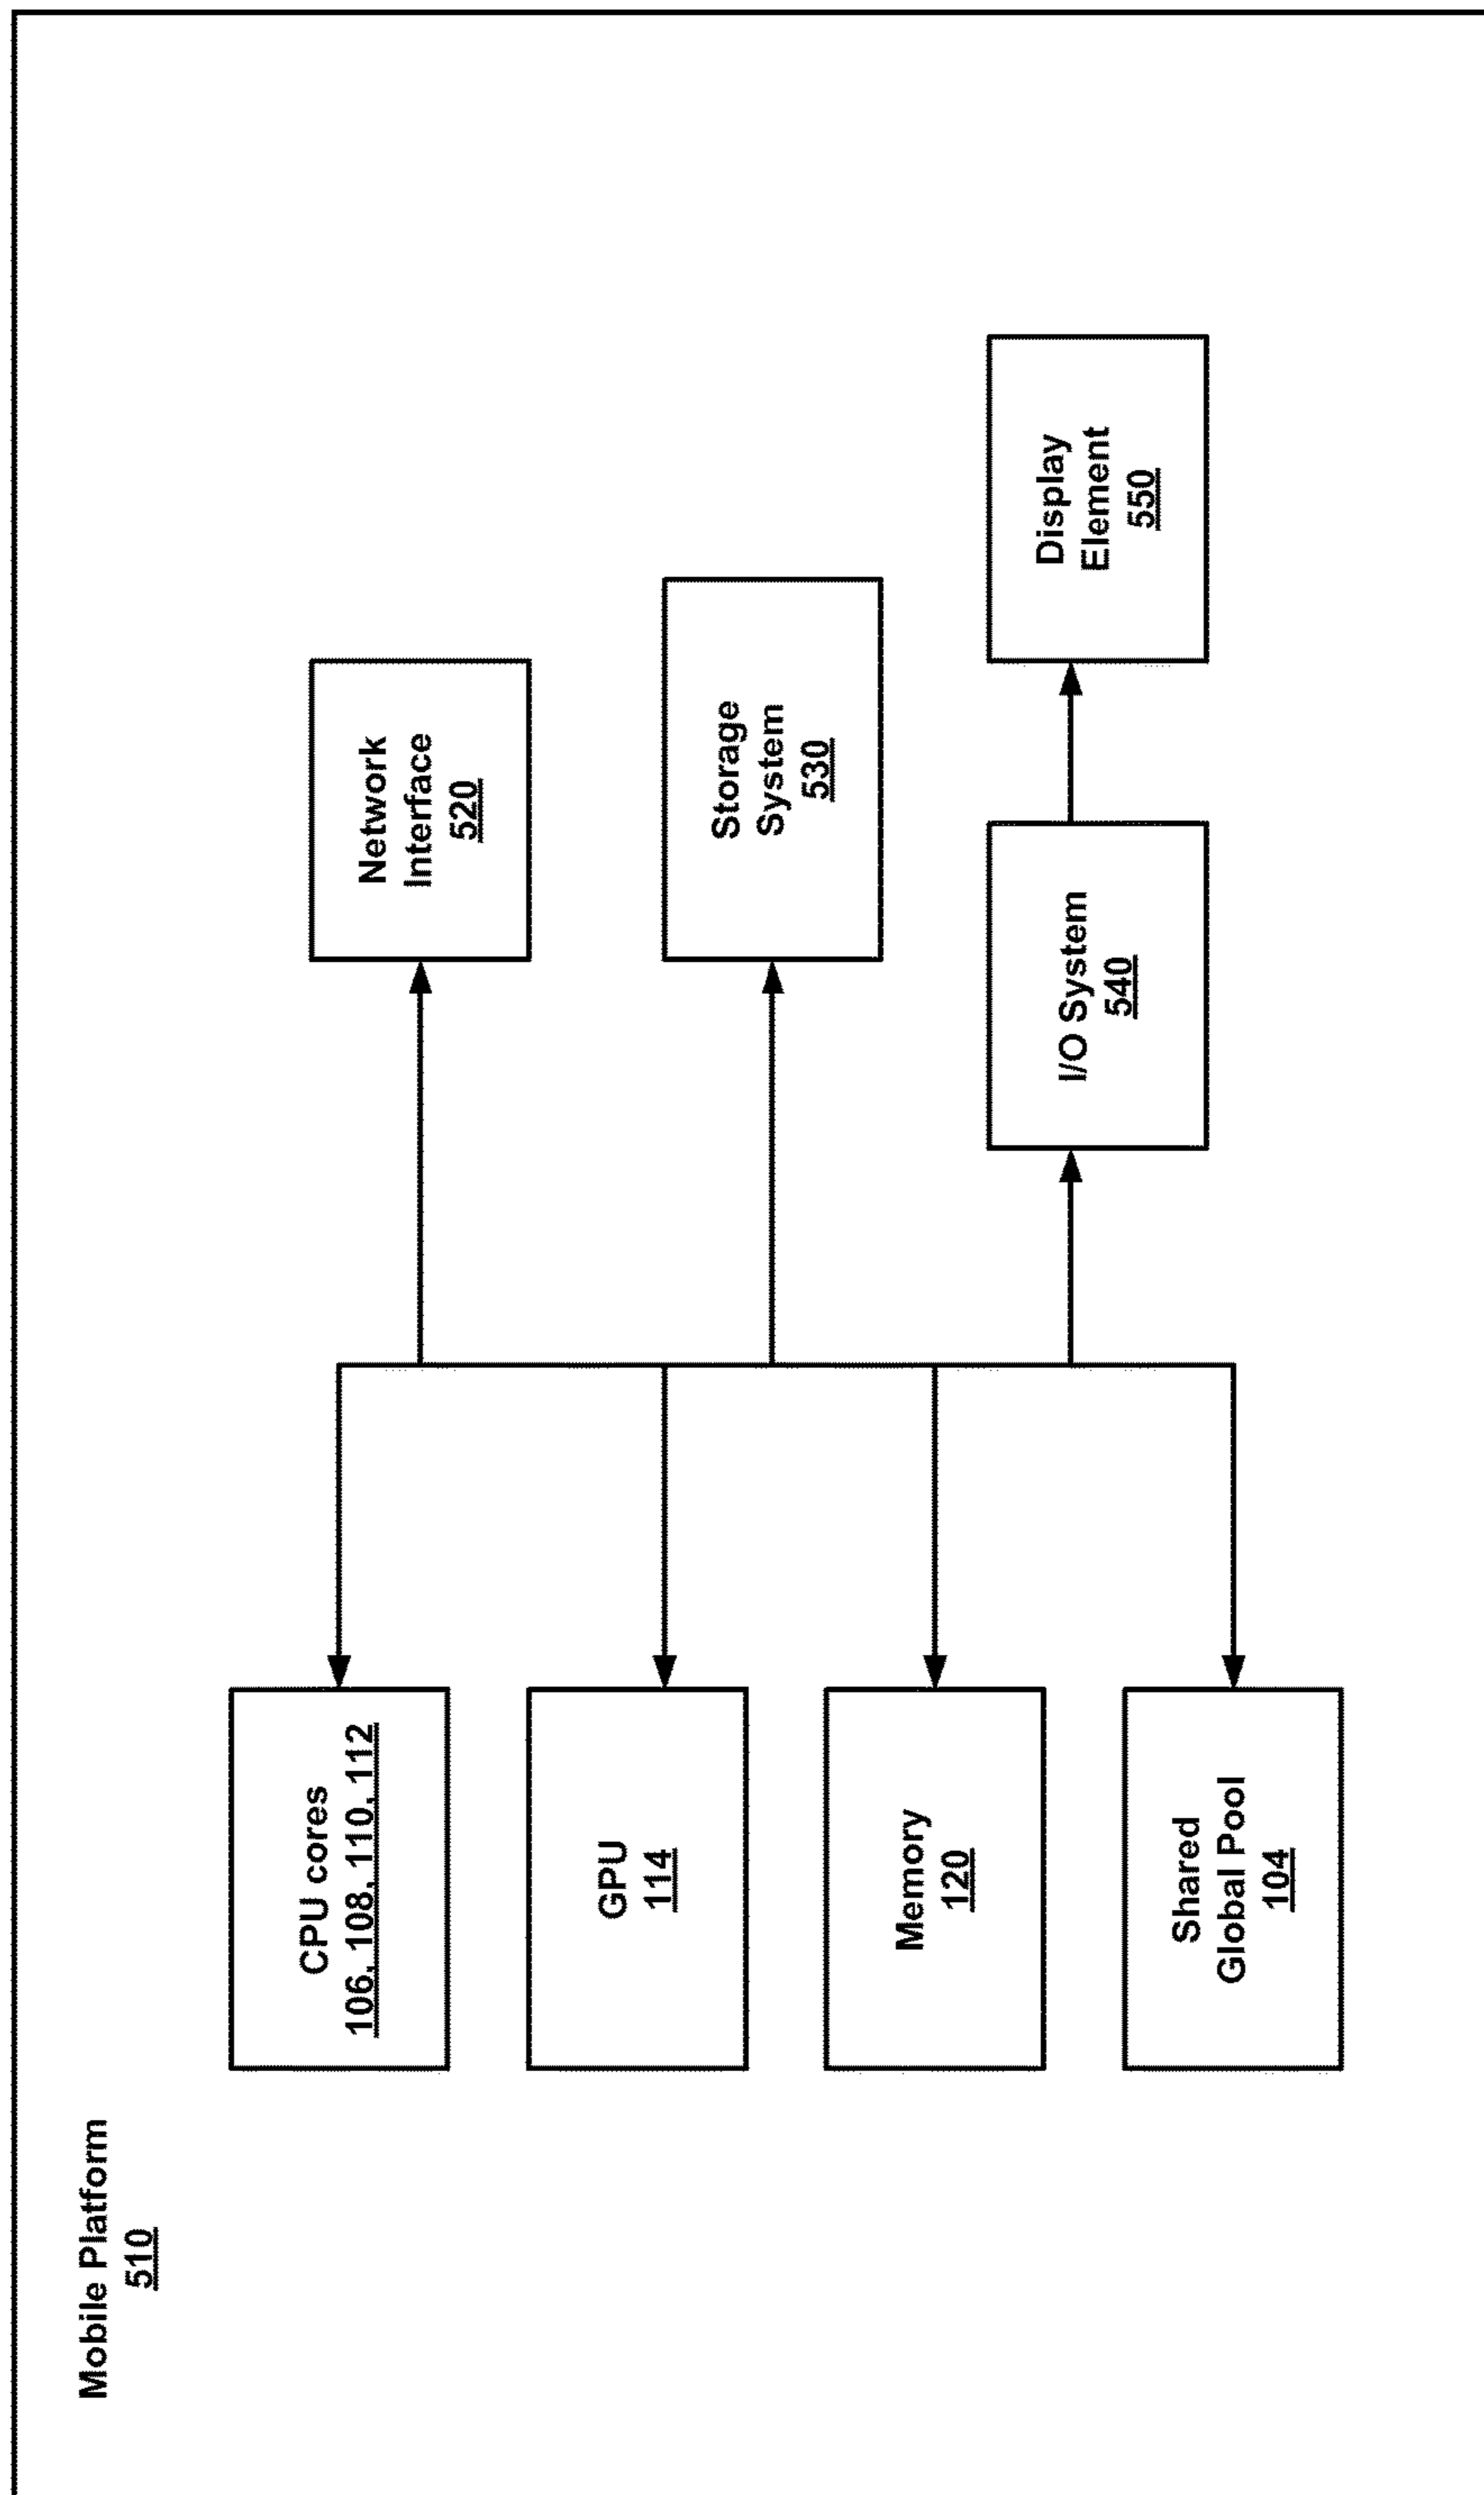 Mobile Platform
510
CPU cores
106, 108, 110, 112
GPU
114
Memory
120
Shared
Global Pool
104
Network
Interface
520
Storage
System
530
I/O System
540
Display
Element
550